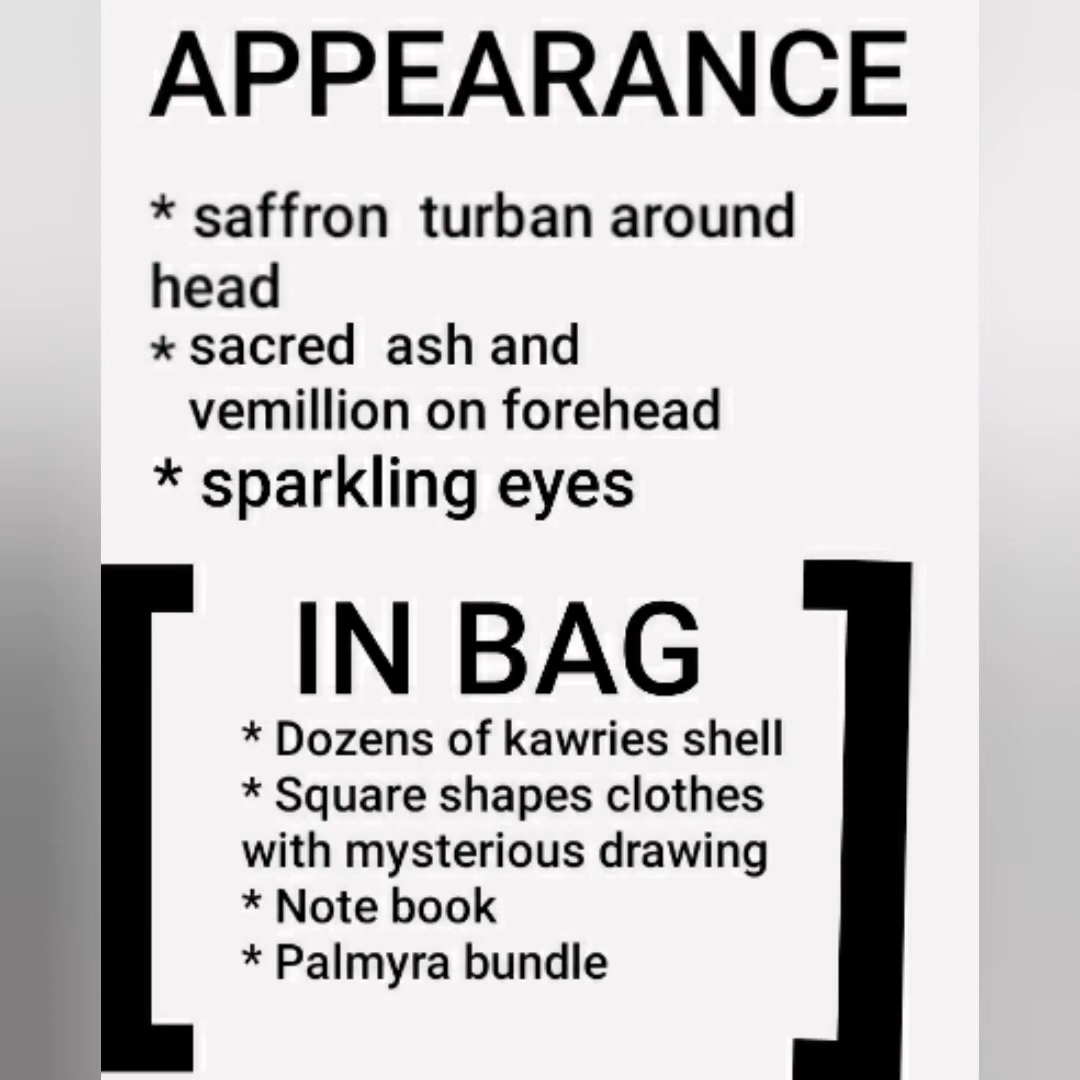 APPEARANCE
* saffron turban around
head
* sacred ash and
vemillion on forehead
* sparkling eyes
[ IN BAG ]
* Dozens of kawries shell
* Square shapes clothes
with mysterious drawing
* Note book
* Palmyra bundle